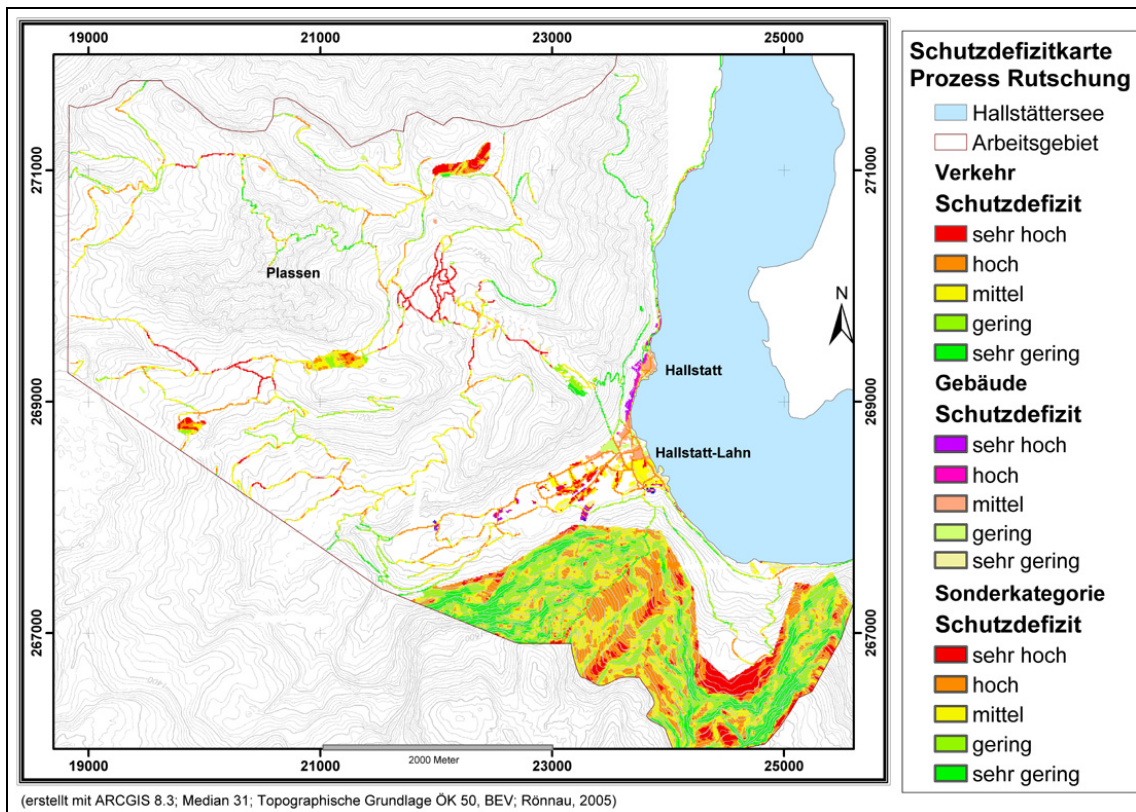 19000 21000 23000 25000
271000 271000
Plassen
N
269000 269000
Hallstatt
Hallstatt-Lahn
267000 267000
19000 21000 2000 Meter 23000 25000
(erstellt mit ARCGIS 8.3; Median 31; Topographische Grundlage ÖK 50, BEV; Rönnau, 2005)
Schutzdefizitkarte
Prozess Rutschung
Hallstättersee
Arbeitsgebiet
Verkehr
Schutzdefizit
sehr hoch
hoch
mittel
gering
sehr gering
Gebäude
Schutzdefizit
sehr hoch
hoch
mittel
gering
sehr gering
Sonderkategorie
Schutzdefizit
sehr hoch
hoch
mittel
gering
sehr gering